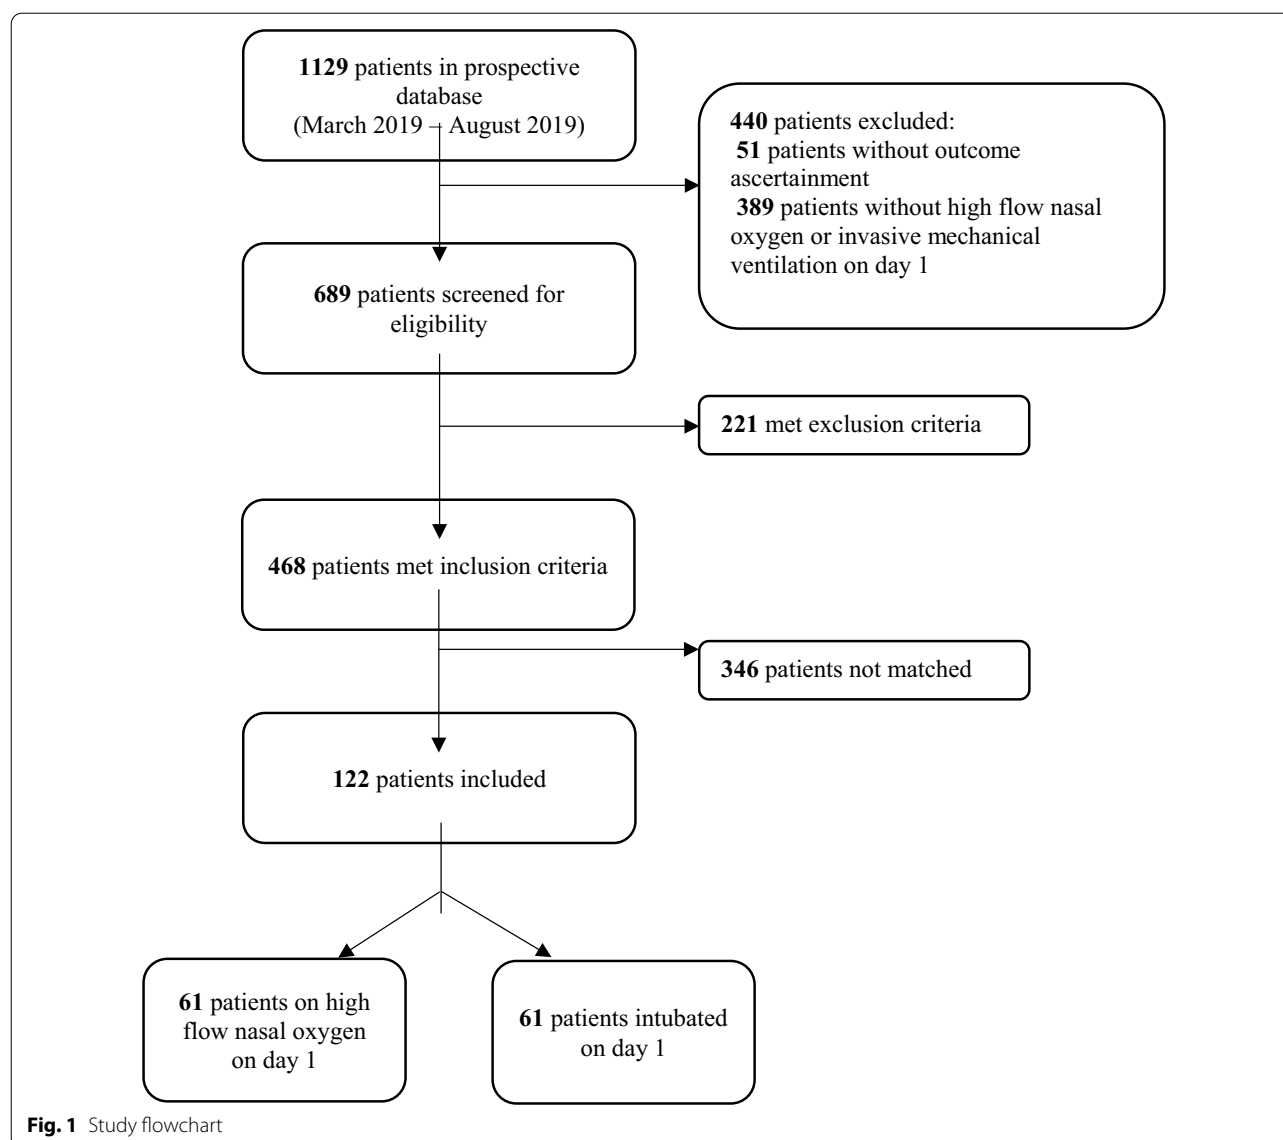 1129 patients in prospective
database
(March 2019 – August 2019)
440 patients excluded:
51 patients without outcome
ascertainment
389 patients without high flow nasal
oxygen or invasive mechanical
ventilation on day 1
689 patients screened for
eligibility
221 met exclusion criteria
468 patients met inclusion criteria
346 patients not matched
122 patients included
61 patients on high
flow nasal oxygen
on day 1
61 patients intubated
on day 1
Fig. 1 Study flowchart